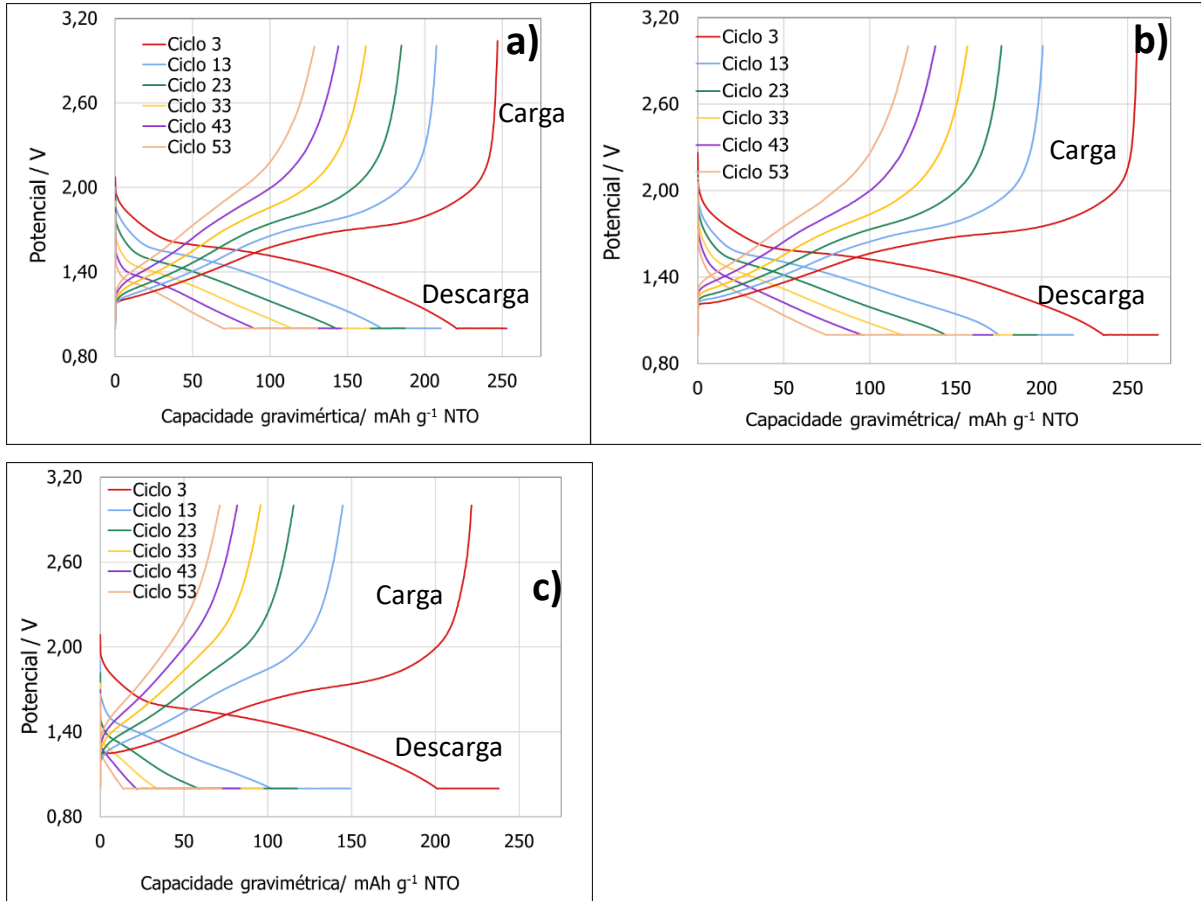 a)
3,20
2,60
2,00
1,40
0,80
Potencial / V
Ciclo 3
Ciclo 13
Ciclo 23
Ciclo 33
Ciclo 43
Ciclo 53
Carga
Descarga
0 50 100 150 200 250
Capacidade gravimértica/ mAh g⁻¹ NTO
b)
3,20
2,60
2,00
1,40
0,80
Potencial / V
Ciclo 3
Ciclo 13
Ciclo 23
Ciclo 33
Ciclo 43
Ciclo 53
Carga
Descarga
0 50 100 150 200 250
Capacidade gravimétrica/ mAh g⁻¹ NTO
c)
3,20
2,60
2,00
1,40
0,80
Potencial / V
Ciclo 3
Ciclo 13
Ciclo 23
Ciclo 33
Ciclo 43
Ciclo 53
Carga
Descarga
0 50 100 150 200 250
Capacidade gravimétrica/ mAh g⁻¹ NTO